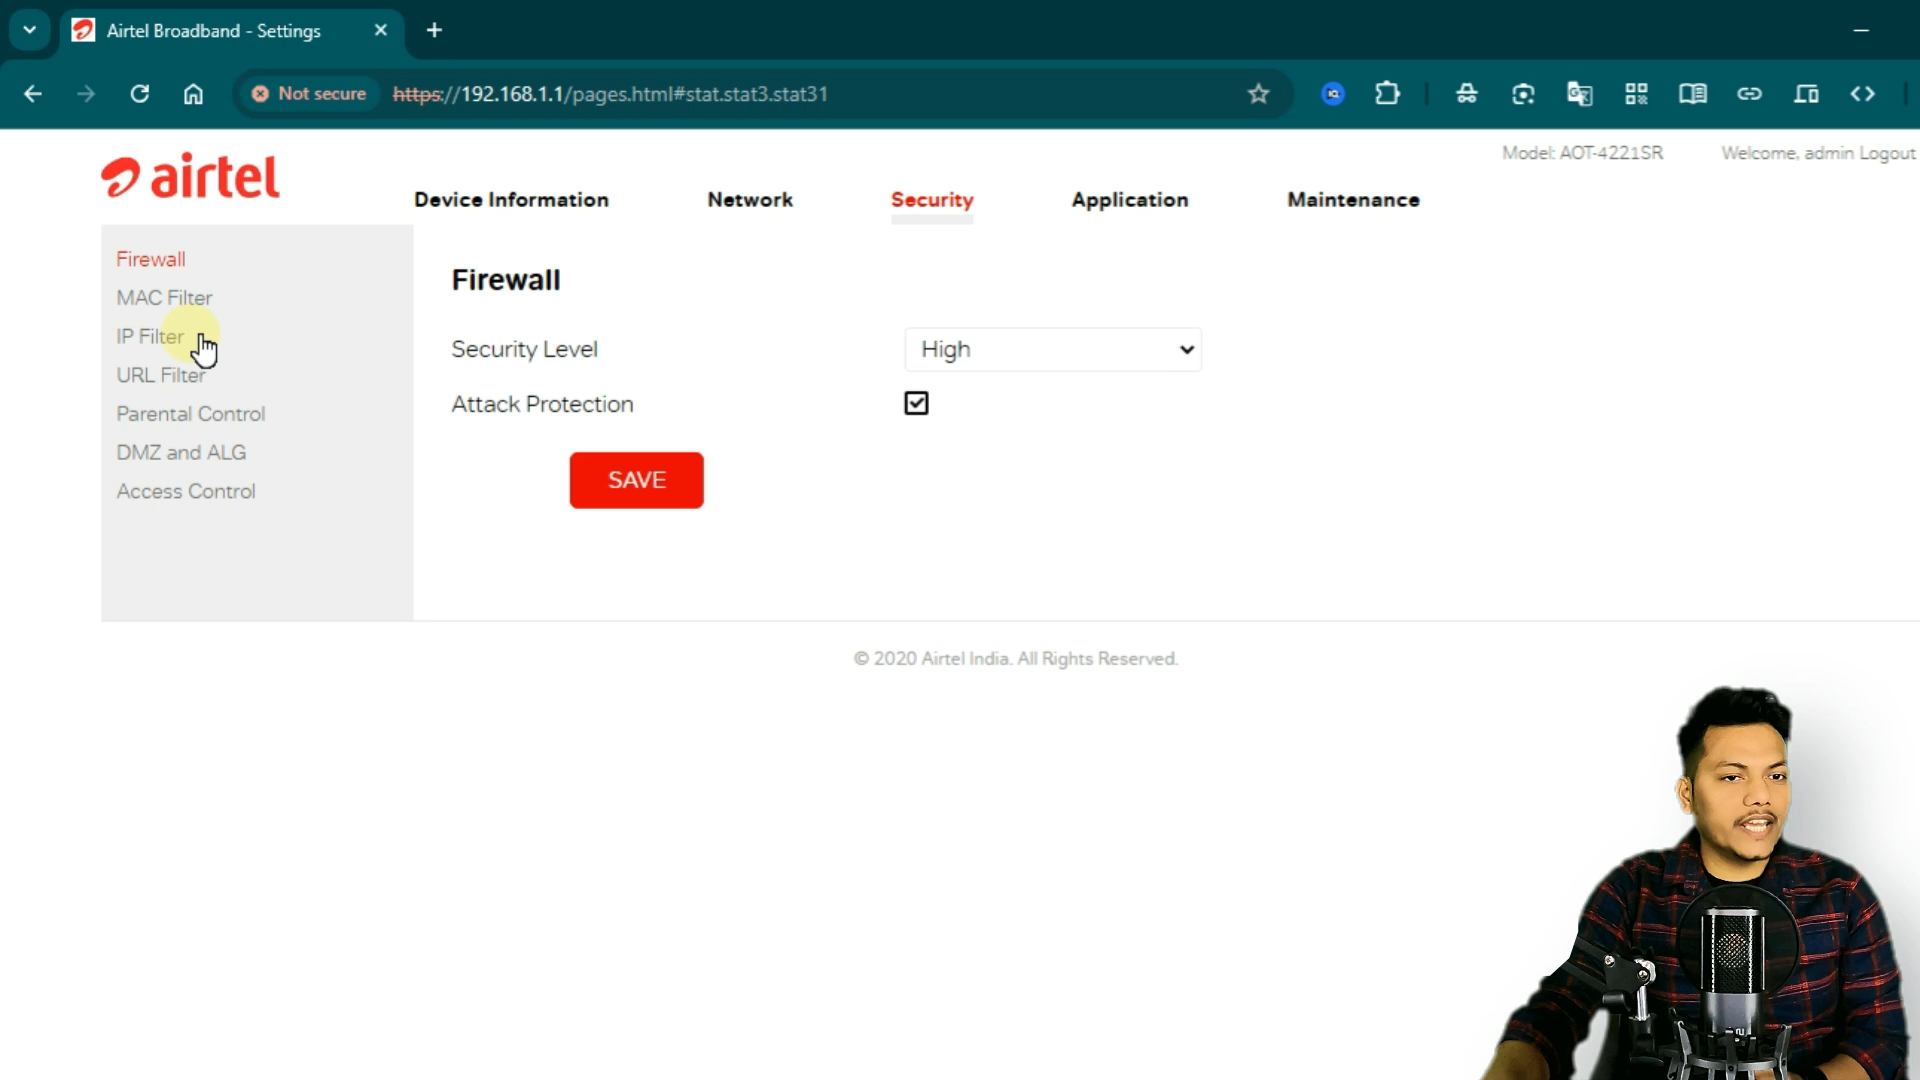 Airtel Broadband - Settings
Not secure https://192.168.1.1/pages.html#stat.stat3.stat31
Model: AOT-4221SR Welcome, admin Logout
airtel
Device Information Network Security Application Maintenance
Firewall
MAC Filter
IP Filter
URL Filter
Parental Control
DMZ and ALG
Access Control
Firewall
Security Level High
Attack Protection
SAVE
© 2020 Airtel India. All Rights Reserved.